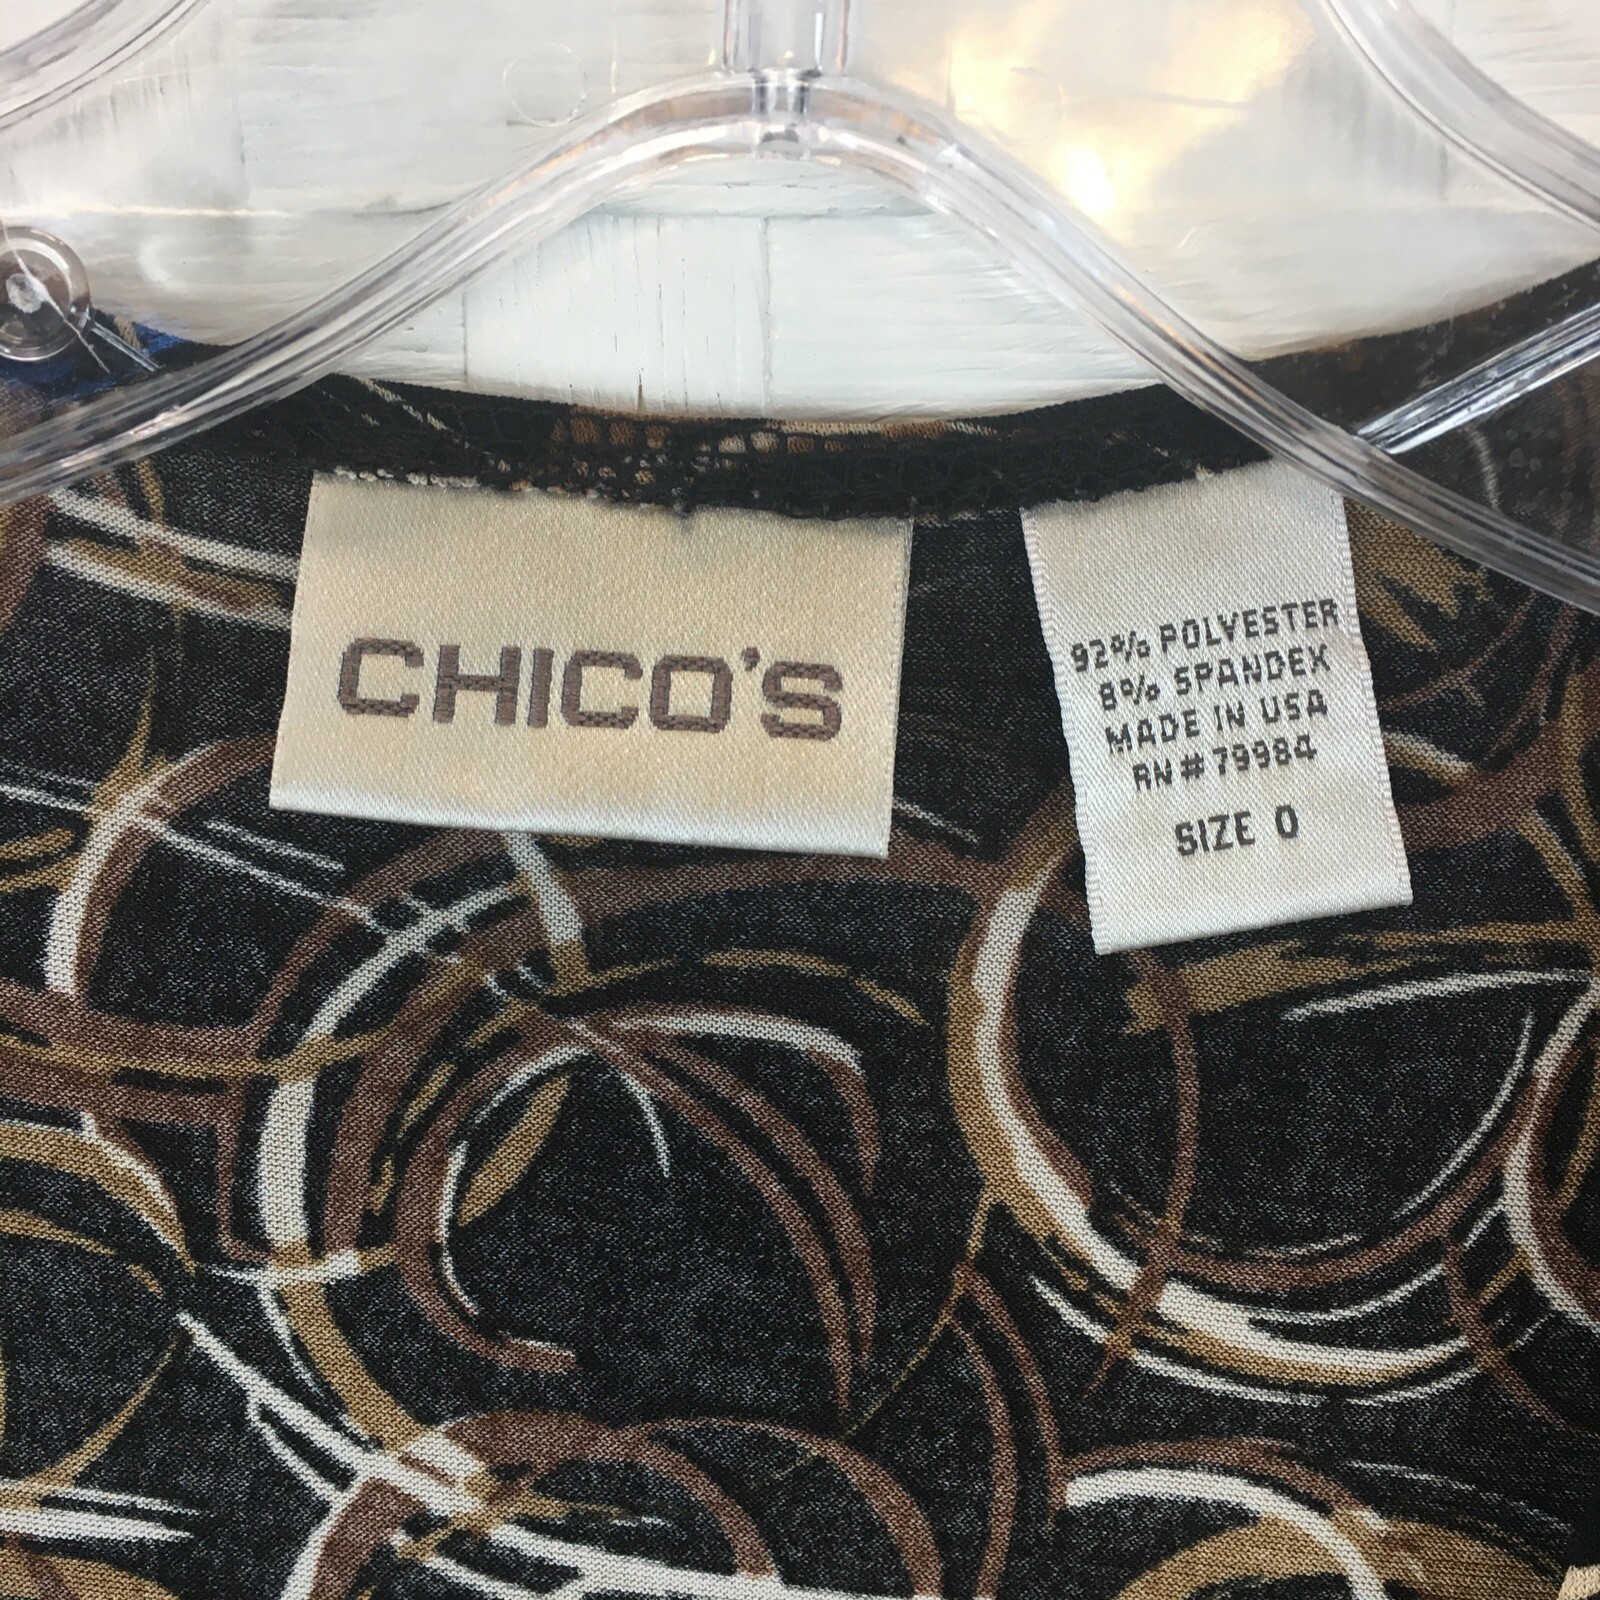 CHICO'S
92% POLYESTER
8% SPANDEX
MADE IN USA
RN# 79984
SIZE 0